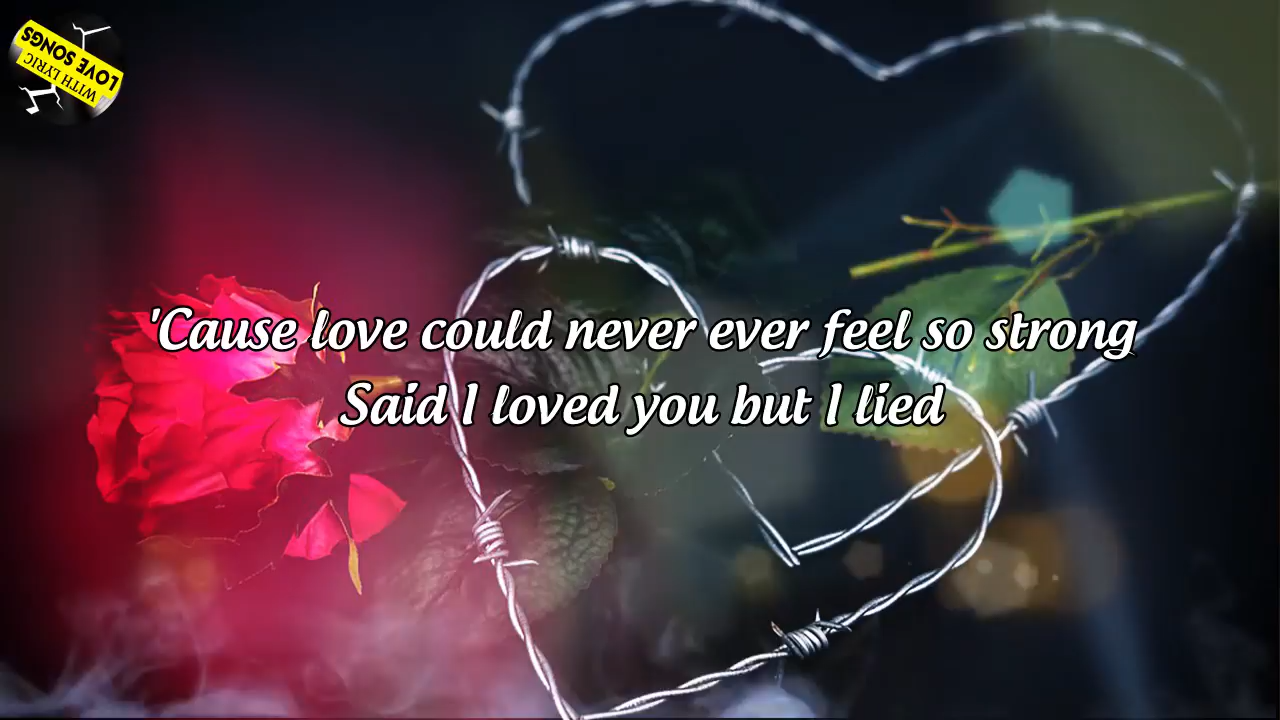 WITH LYRIC
LOVE SONGS
'Cause love could never ever feel so strong
Said I loved you but I lied